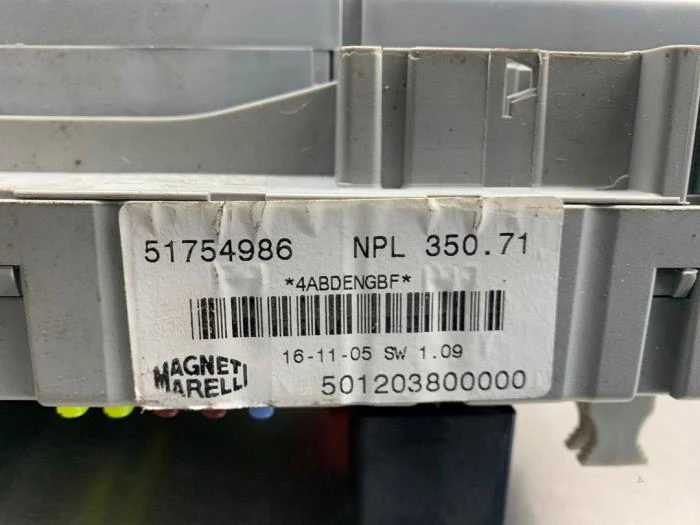 51754986 NPL 350.71
*4ABDENGBF*
16-11-05 SW 1.09
MAGNETI
MARELLI
501203800000